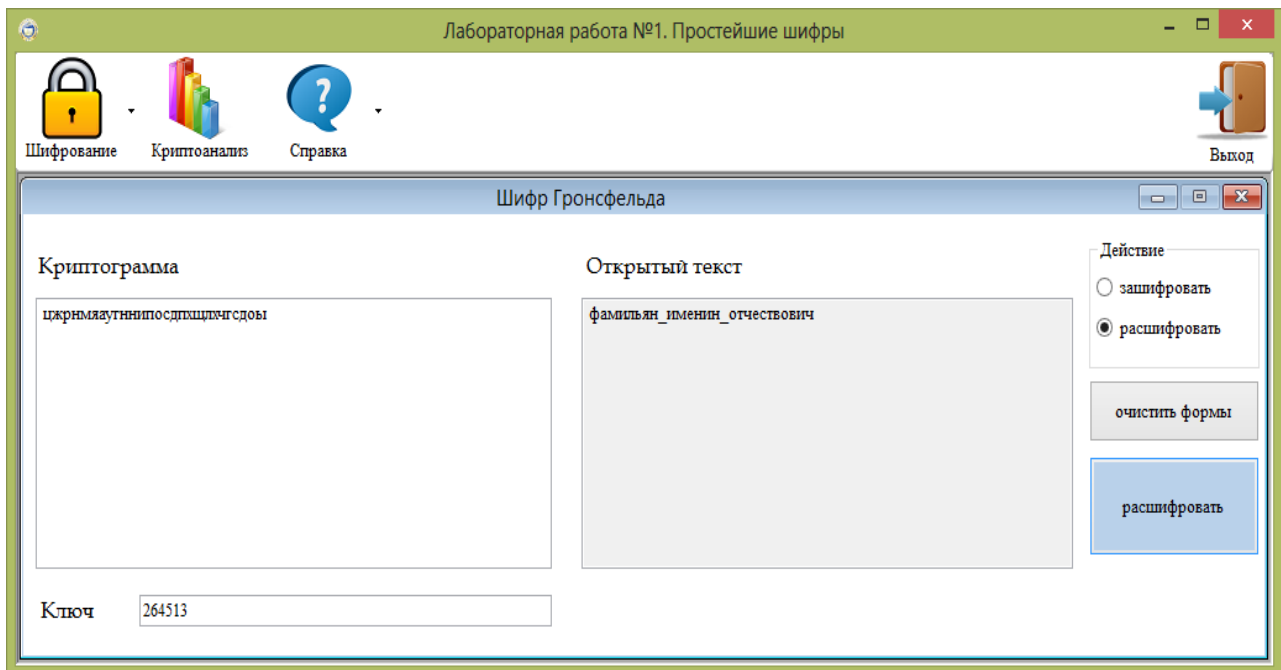 Лабораторная работа №1. Простейшие шифры
Шифрование
Криптоанализ
Справка
Выход
Шифр Гронсфельда
Криптограмма
цжрнмяаугннипосдпхщлхчгсдоы
Открытый текст
фамильян_именин_отчествович
Действие
зашифровать
расшифровать
очистить формы
расшифровать
Ключ
264513